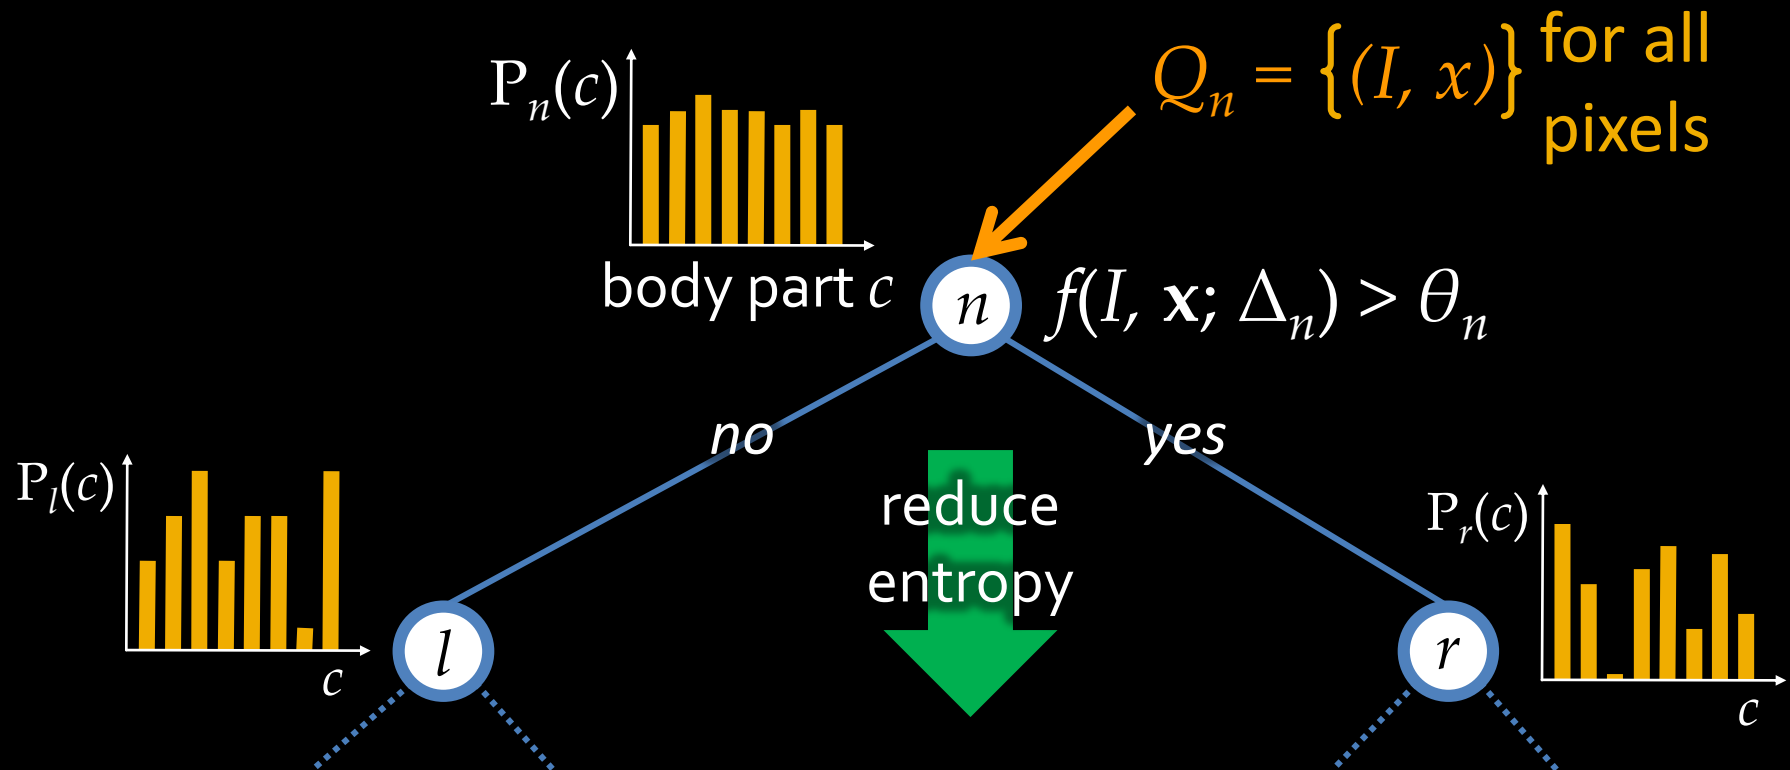 Qₙ = {(I, x)} for all pixels
Pₙ(c)
body part c
n
f(I, x; Δₙ) > θₙ
no
yes
reduce
entropy
Pₗ(c)
c
l
Pᵣ(c)
c
r